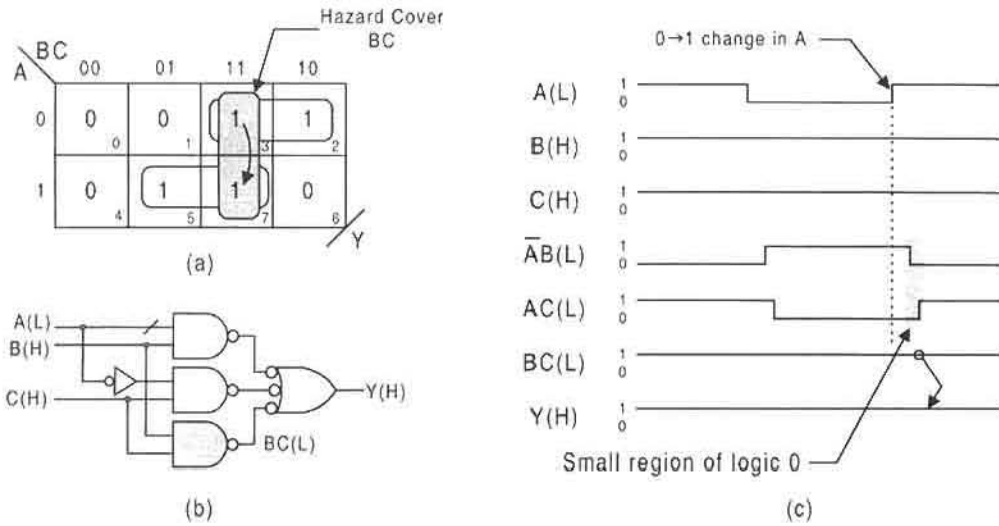 Hazard Cover
BC
BC
A
00 01 11 10
0
0 0 1 1
0 1 3 2
1
0 1 1 0
4 5 7 6
Y
(a)
A(L)
B(H)
C(H)
BC(L)
Y(H)
(b)
0→1 change in A
A(L) 1 0
B(H) 1 0
C(H) 1 0
A̅B(L) 1 0
AC(L) 1 0
BC(L) 1 0
Y(H) 1 0
Small region of logic 0
(c)